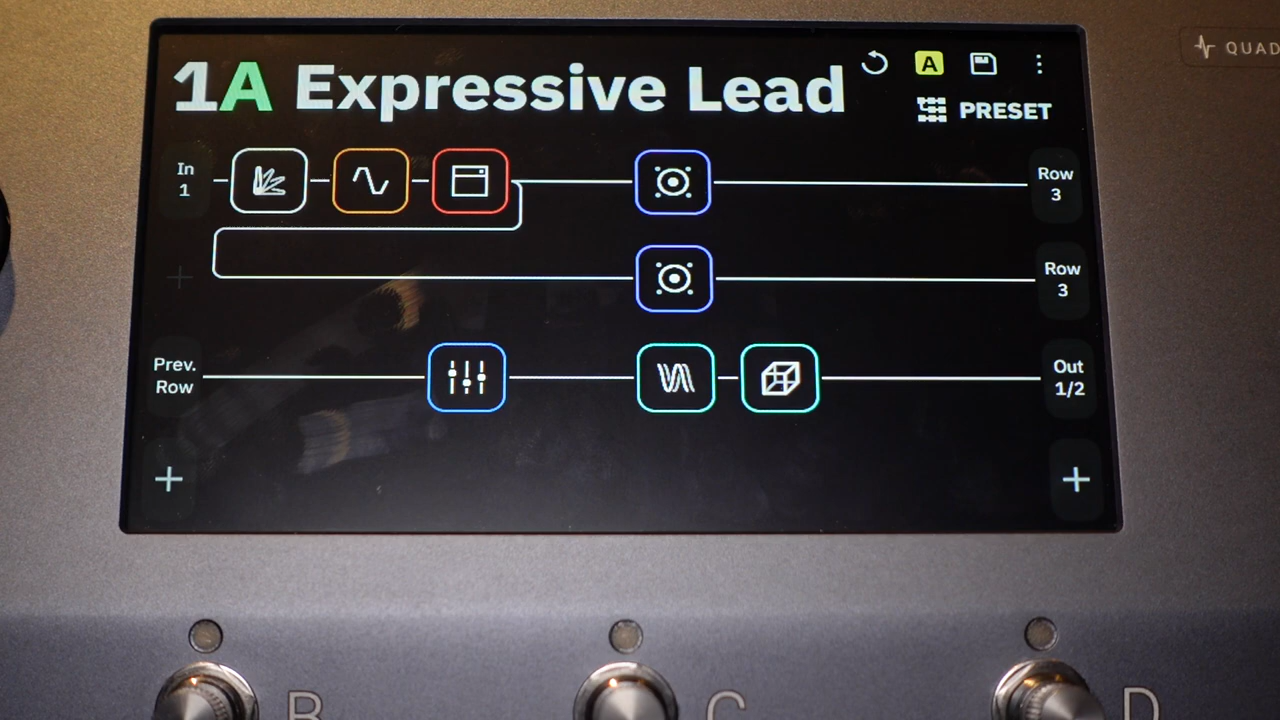 1A Expressive Lead
A
PRESET
QUAD
In
1
Row
3
Row
3
Prev.
Row
Out
1/2
B
C
D